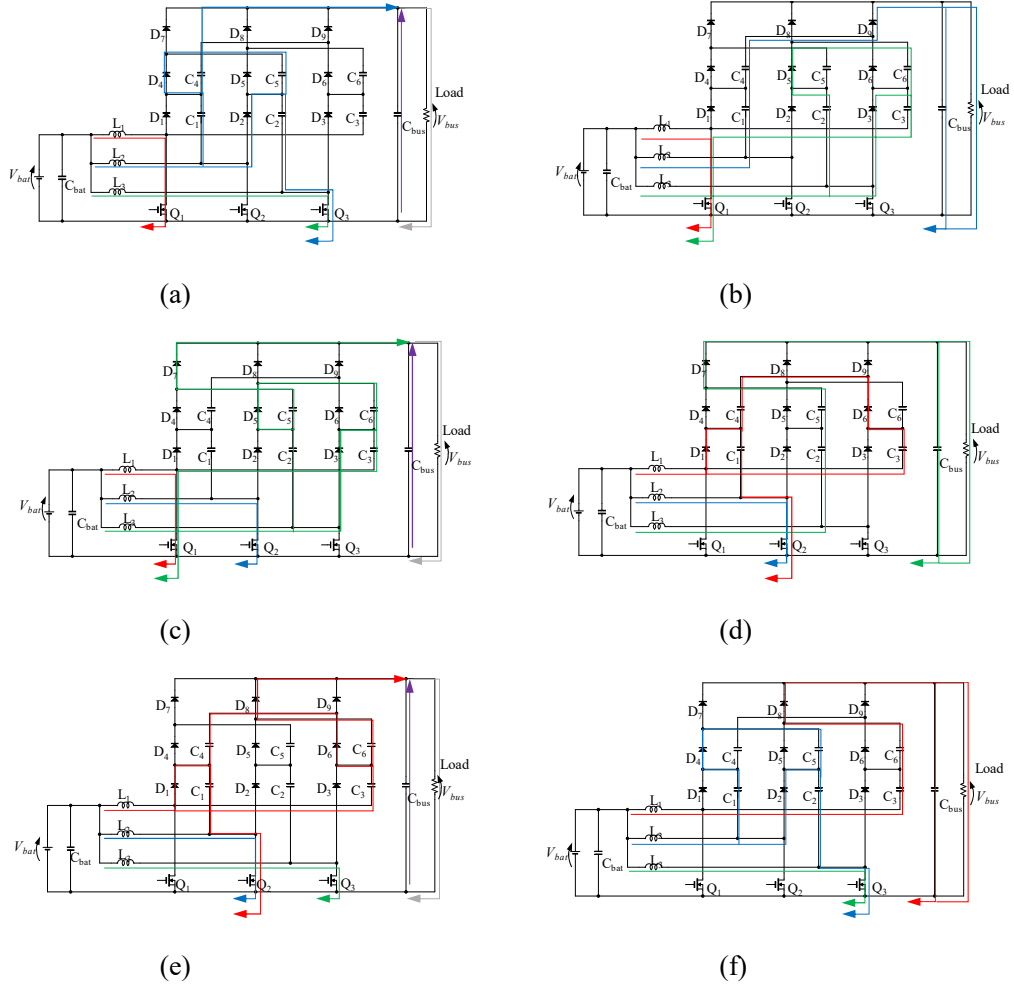 D7 D8 D9
D4 C4 D5 C5 D6 C6
Load
D1 C1 D2 C2 D3 C3
L1 Cbus Vbus
L2
Vbat Cbat L3
Q1 Q2 Q3
(a)
D7 D8 D9
D4 C4 D5 C5 D6 C6
Load
D1 C1 D2 C2 D3 C3
L1 Cbus Vbus
L2
Vbat Cbat L3
Q1 Q2 Q3
(b)
D7 D8 D9
D4 C4 D5 C5 D6 C6
Load
D1 C1 D2 C2 D3 C3
L1 Cbus Vbus
L2
Vbat Cbat L3
Q1 Q2 Q3
(c)
D7 D8 D9
D4 C4 D5 C5 D6 C6
Load
D1 C1 D2 C2 D3 C3
L1 Cbus Vbus
L2
Vbat Cbat L3
Q1 Q2 Q3
(d)
D7 D8 D9
D4 C4 D5 C5 D6 C6
Load
D1 C1 D2 C2 D3 C3
L1 Cbus Vbus
L2
Vbat Cbat L3
Q1 Q2 Q3
(e)
D7 D8 D9
D4 C4 D5 C5 D6 C6
Load
D1 C1 D2 C2 D3 C3
L1 Cbus Vbus
L2
Vbat Cbat L3
Q1 Q2 Q3
(f)